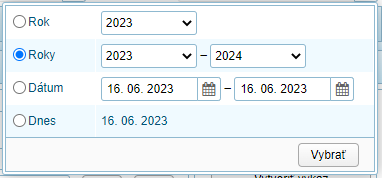 Rok 2023
Roky 2023 – 2024
Dátum 16. 06. 2023 – 16. 06. 2023
Dnes 16. 06. 2023
Vybrať